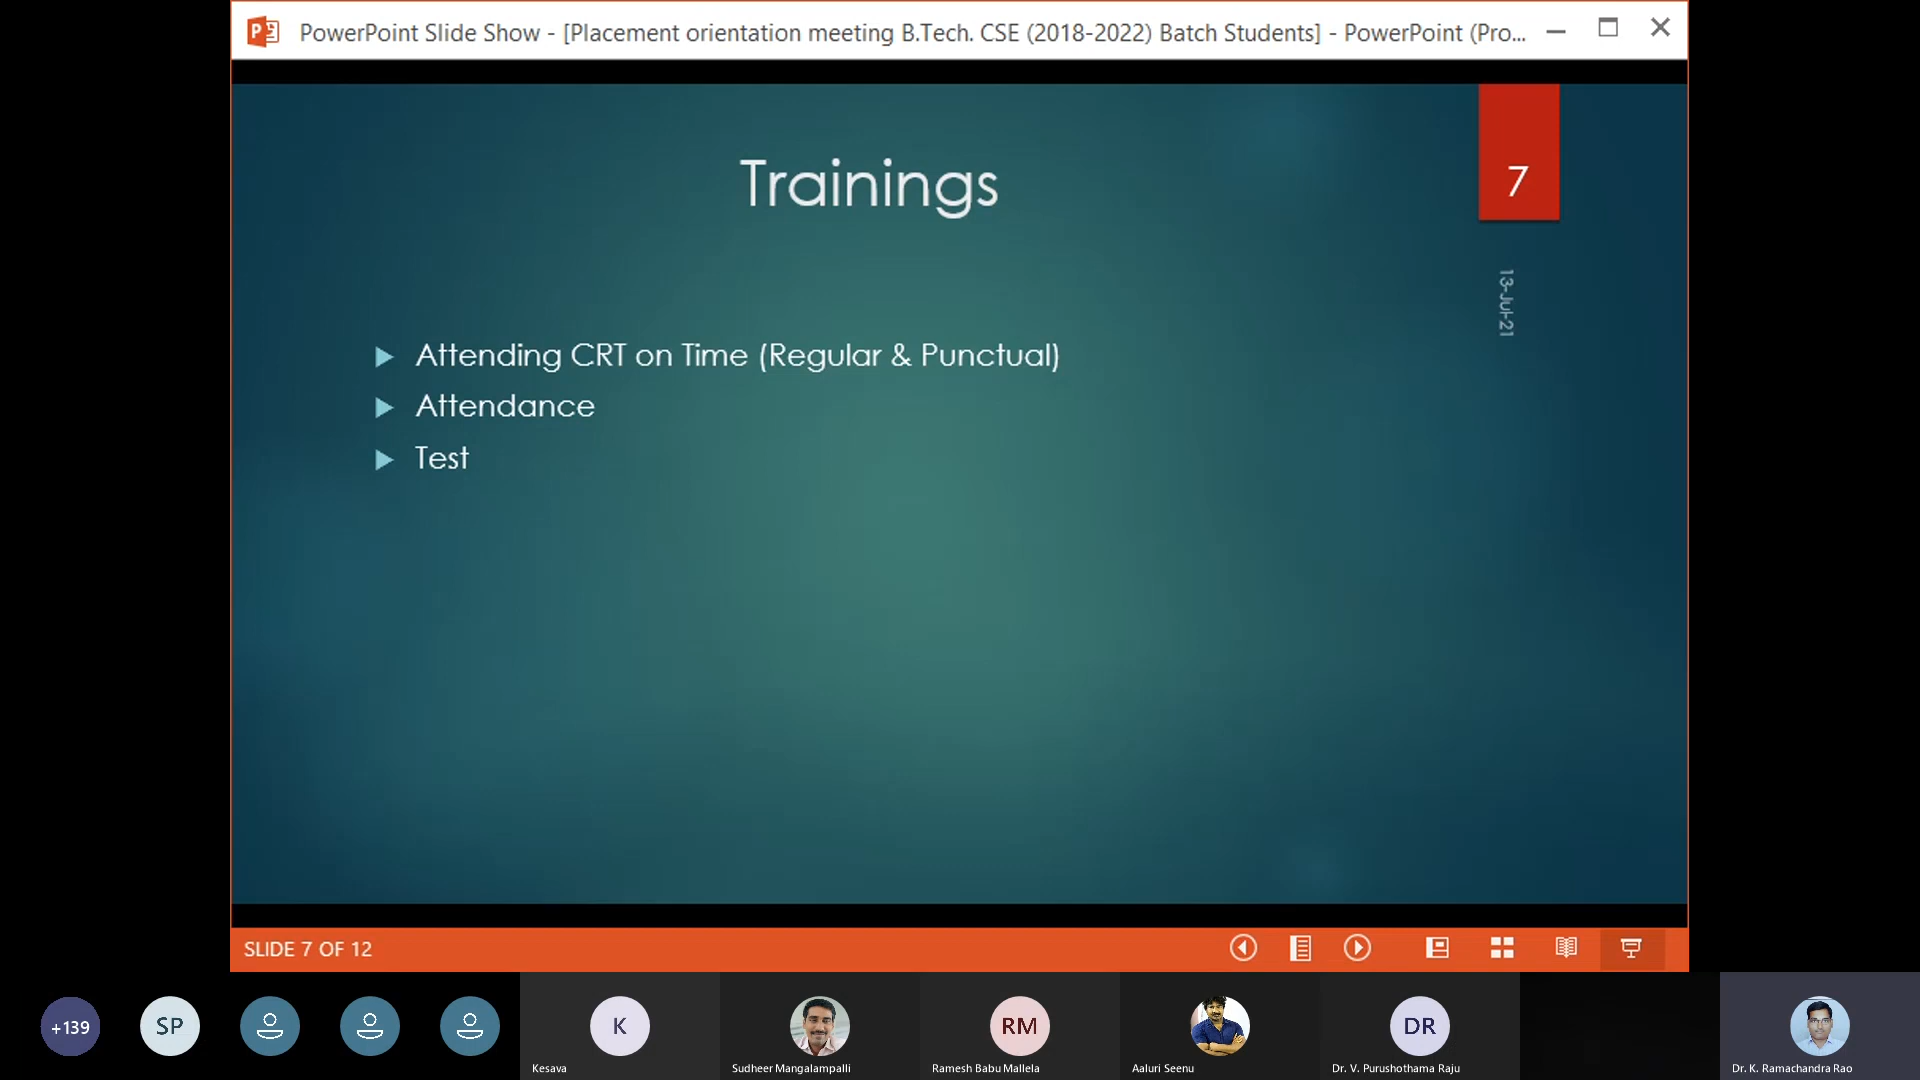 PowerPoint Slide Show - [Placement orientation meeting B.Tech. CSE (2018-2022) Batch Students] - PowerPoint (Pro...
Trainings
7
13-Jul-21
Attending CRT on Time (Regular & Punctual)
Attendance
Test
SLIDE 7 OF 12
+139
SP
K
RM
DR
Kesava
Sudheer Mangalampalli
Ramesh Babu Mallela
Aaluri Seenu
Dr. V. Purushothama Raju
Dr. K. Ramachandra Rao